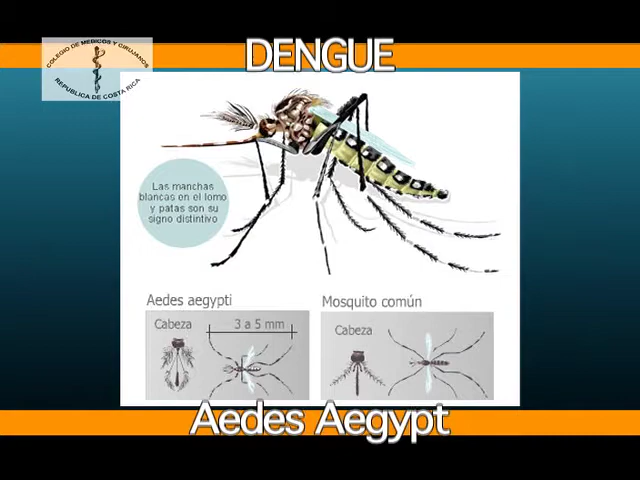 DENGUE
COLEGIO DE MEDICOS Y CIRUJANOS
REPUBLICA DE COSTA RICA
Las manchas
blancas en el lomo
y patas son su
signo distintivo
Aedes aegypti
Mosquito común
Cabeza
3 a 5 mm
Cabeza
Aedes Aegypt